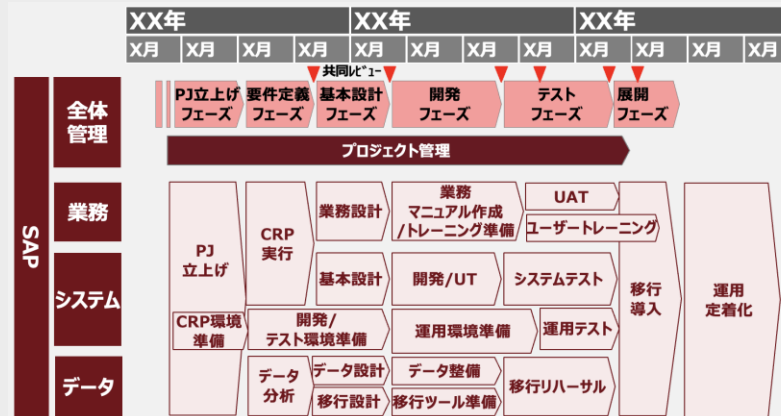 XX年 XX年 XX年
X月 X月 X月 X月 X月 X月 X月 X月 X月 X月 X月 X月
共同ﾚﾋﾞｭｰ
SAP
全体
管理
PJ立上げ
フェーズ
要件定義
フェーズ
基本設計
フェーズ
開発
フェーズ
テスト
フェーズ
展開
フェーズ
プロジェクト管理
業務
システム
データ
PJ
立上げ
CRP
実行
業務設計
業務
マニュアル作成
/トレーニング準備
UAT
ユーザートレーニング
基本設計
開発/UT
システムテスト
CRP環境
準備
開発/
テスト環境準備
運用環境準備
運用テスト
データ
分析
データ設計
移行設計
データ整備
移行ツール準備
移行リハーサル
移行
導入
運用
定着化